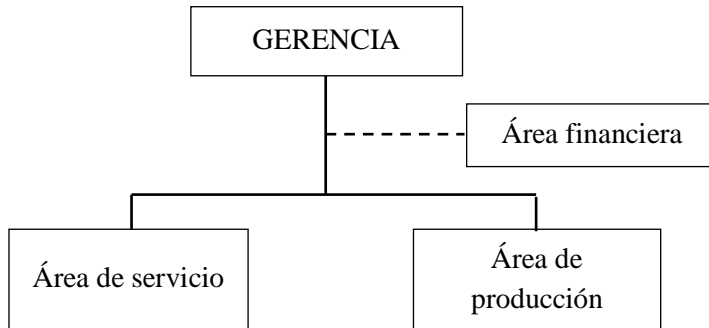 GERENCIA
Área financiera
Área de servicio
Área de
producción